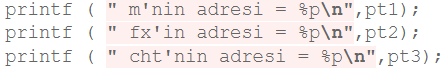 printf ( " m'nin adresi = %p\n",pt1);
printf ( " fx'in adresi = %p\n",pt2);
printf ( " cht'nin adresi = %p\n",pt3);